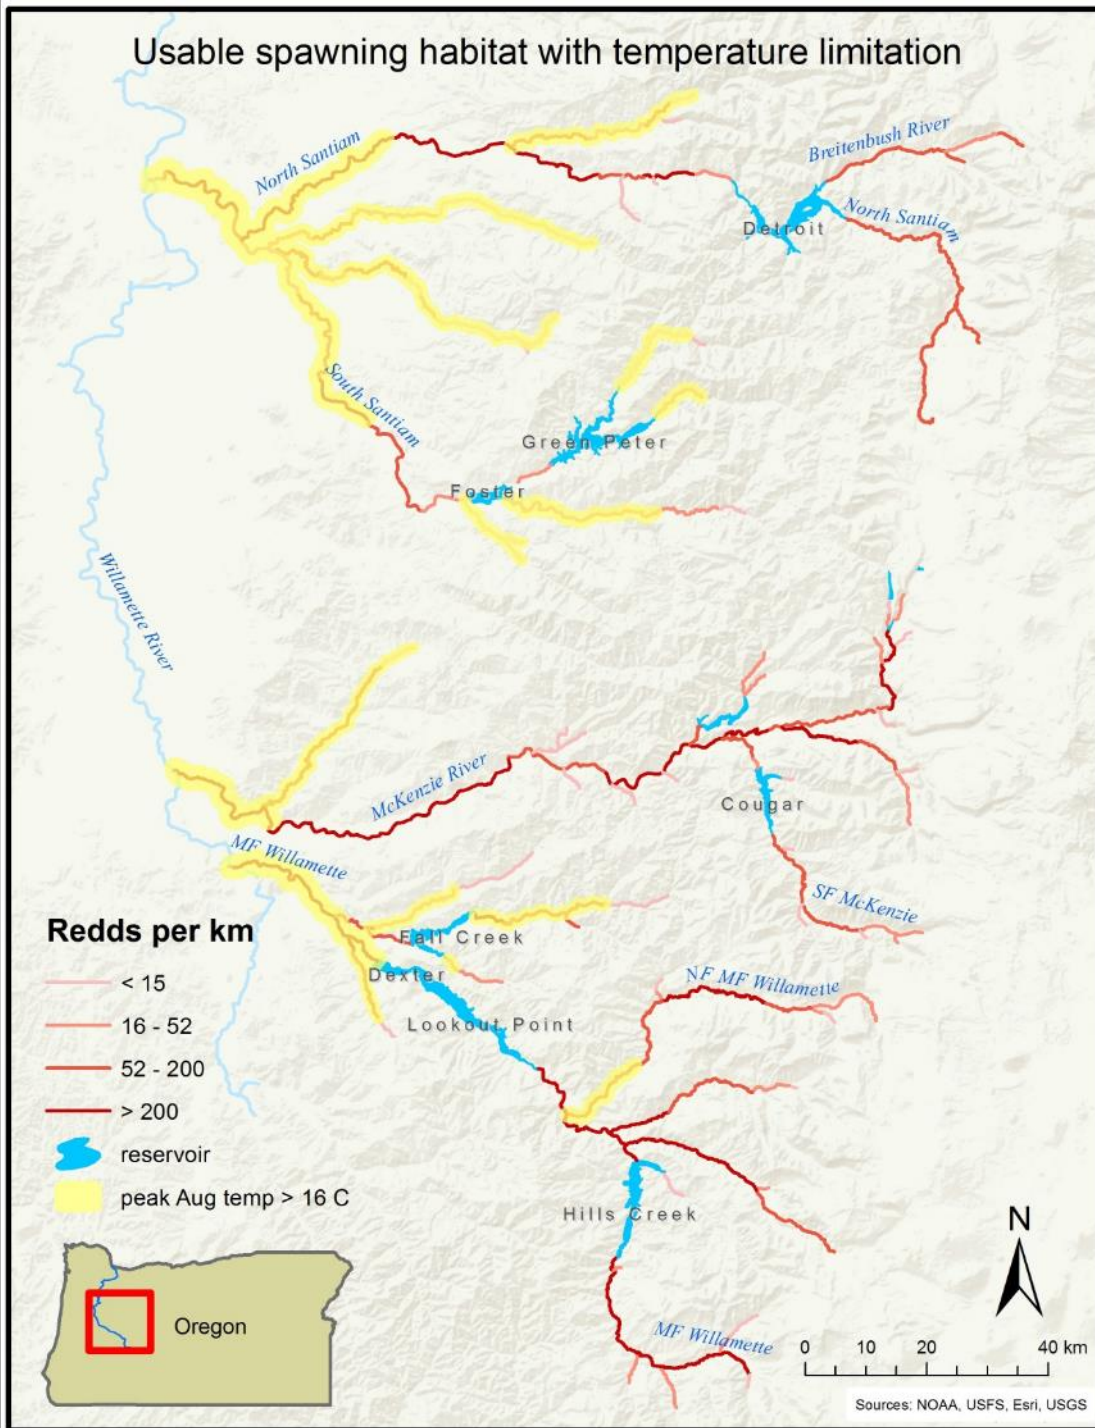 Usable spawning habitat with temperature limitation
North Santiam
Breitenbush River
North Santiam
Detroit
South Santiam
Green Peter
Foster
Willamette River
McKenzie River
Cougar
MF Willamette
SF McKenzie
Fall Creek
Dexter
NF MF Willamette
Lookout Point
Hills Creek
MF Willamette
Redds per km
< 15
16 - 52
52 - 200
> 200
reservoir
peak Aug temp > 16 C
Oregon
N
0 10 20 40 km
Sources: NOAA, USFS, Esri, USGS